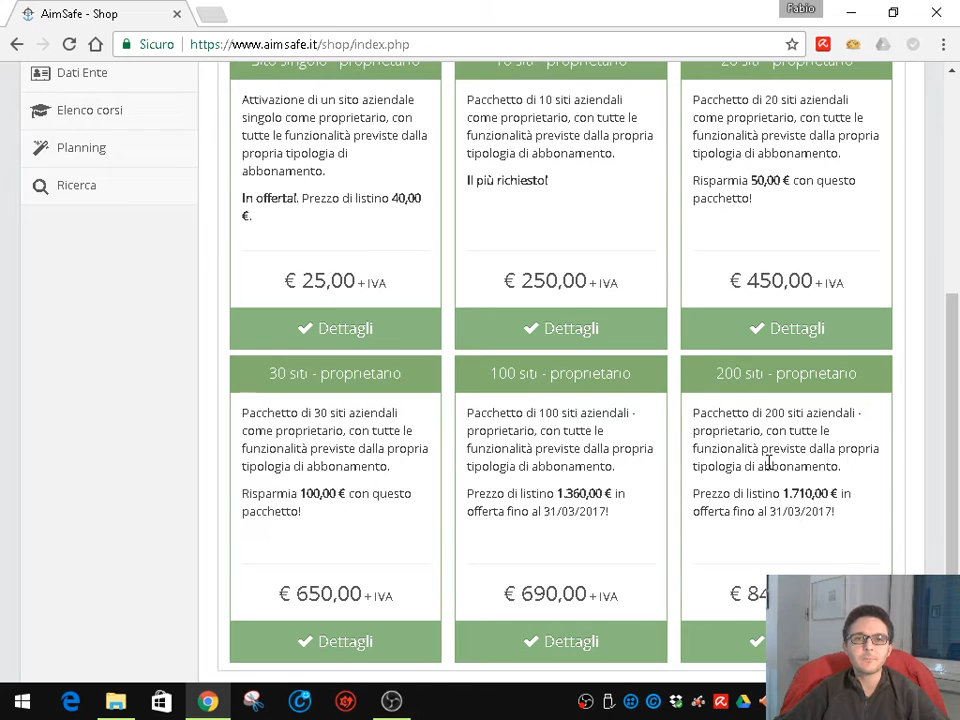 AimSafe - Shop
Fabio
Sicuro
https://www.aimsafe.it/shop/index.php
Dati Ente
Elenco corsi
Planning
Ricerca
Sito singolo - proprietario
Attivazione di un sito aziendale
singolo come proprietario, con
tutte le funzionalità previste dalla
propria tipologia di
abbonamento.
In offerta!. Prezzo di listino 40,00
€.
€ 25,00 + IVA
Dettagli
10 siti - proprietario
Pacchetto di 10 siti aziendali
come proprietario, con tutte le
funzionalità previste dalla propria
tipologia di abbonamento.
Il più richiesto!
€ 250,00 + IVA
Dettagli
20 siti - proprietario
Pacchetto di 20 siti aziendali
come proprietario, con tutte le
funzionalità previste dalla propria
tipologia di abbonamento.
Risparmia 50,00 € con questo
pacchetto!
€ 450,00 + IVA
Dettagli
30 siti - proprietario
Pacchetto di 30 siti aziendali
come proprietario, con tutte le
funzionalità previste dalla propria
tipologia di abbonamento.
Risparmia 100,00 € con questo
pacchetto!
€ 650,00 + IVA
Dettagli
100 siti - proprietario
Pacchetto di 100 siti aziendali -
proprietario, con tutte le
funzionalità previste dalla propria
tipologia di abbonamento.
Prezzo di listino 1.360,00 € in
offerta fino al 31/03/2017!
€ 690,00 + IVA
Dettagli
200 siti - proprietario
Pacchetto di 200 siti aziendali -
proprietario, con tutte le
funzionalità previste dalla propria
tipologia di abbonamento.
Prezzo di listino 1.710,00 € in
offerta fino al 31/03/2017!
€ 84